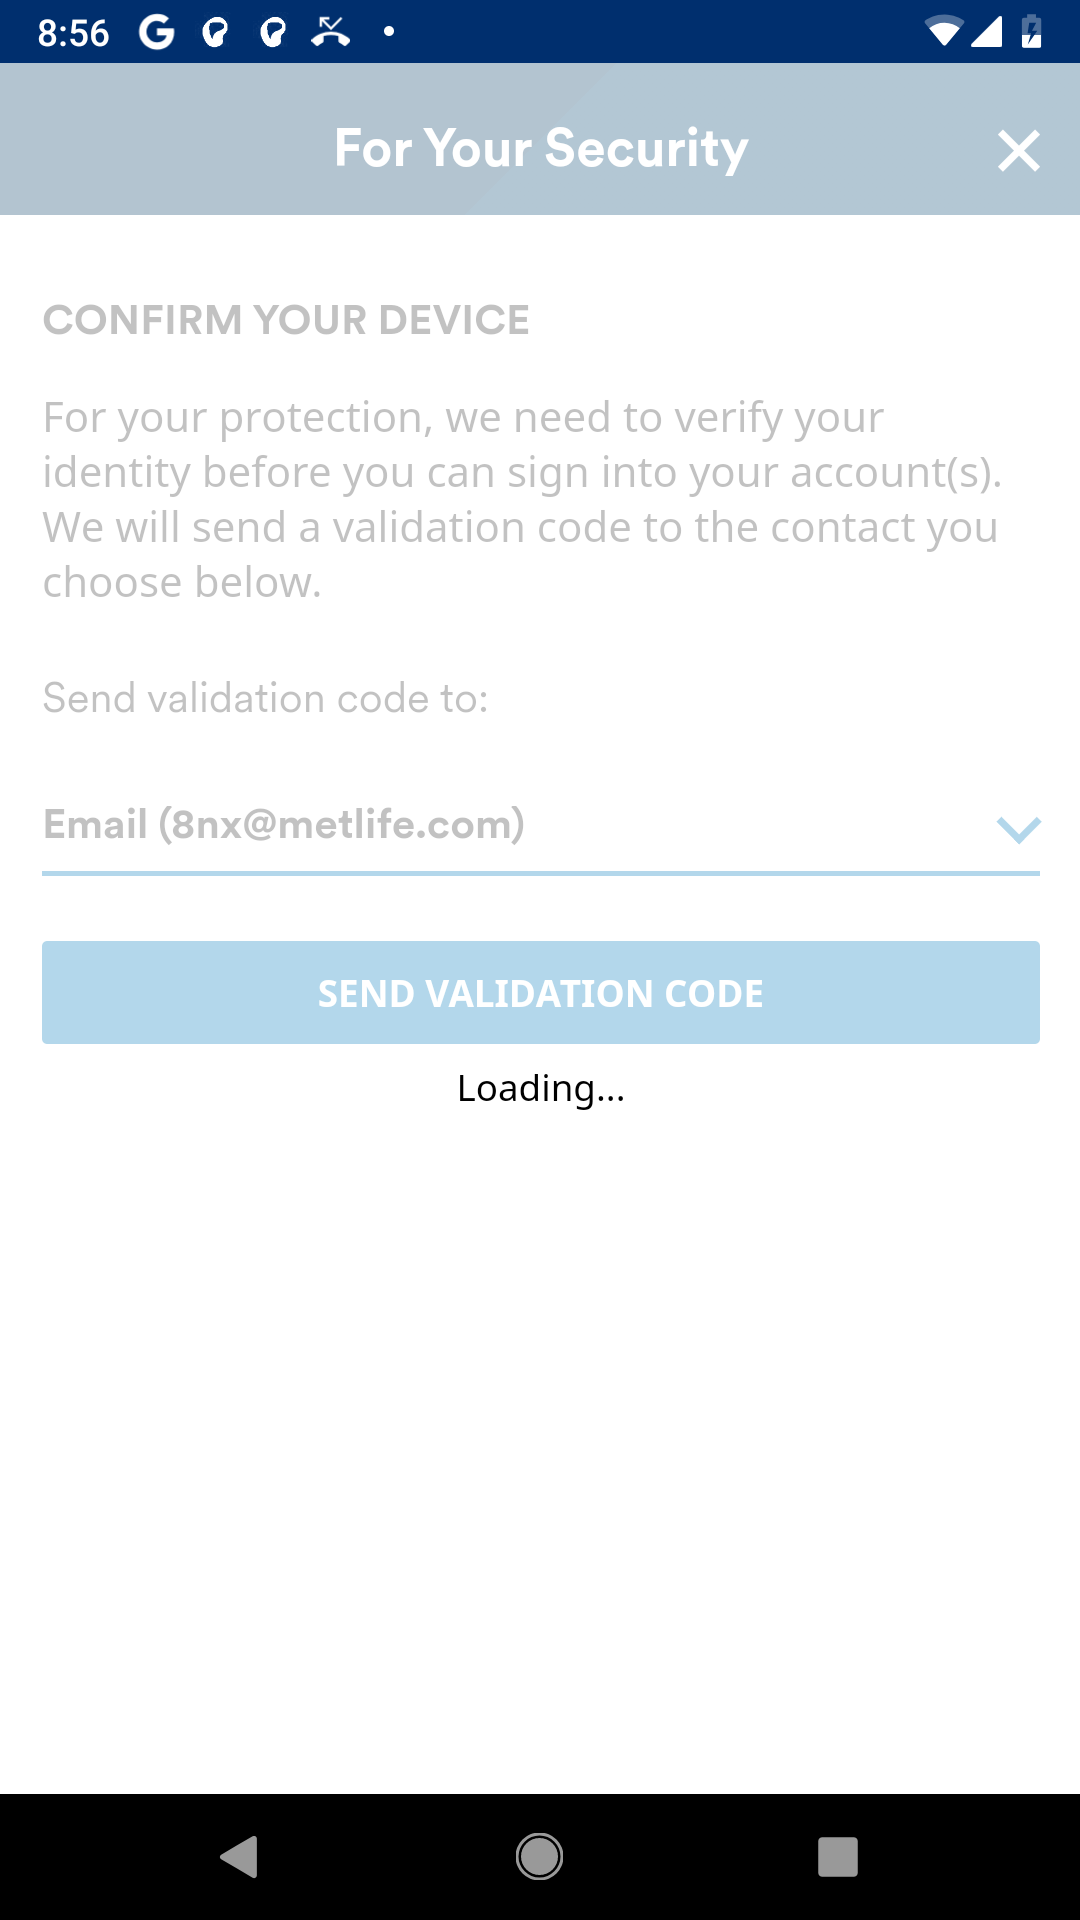 8:56
For Your Security
CONFIRM YOUR DEVICE
For your protection, we need to verify your
identity before you can sign into your account(s).
We will send a validation code to the contact you
choose below.
Send validation code to:
Email (8nx@metlife.com)
SEND VALIDATION CODE
Loading...